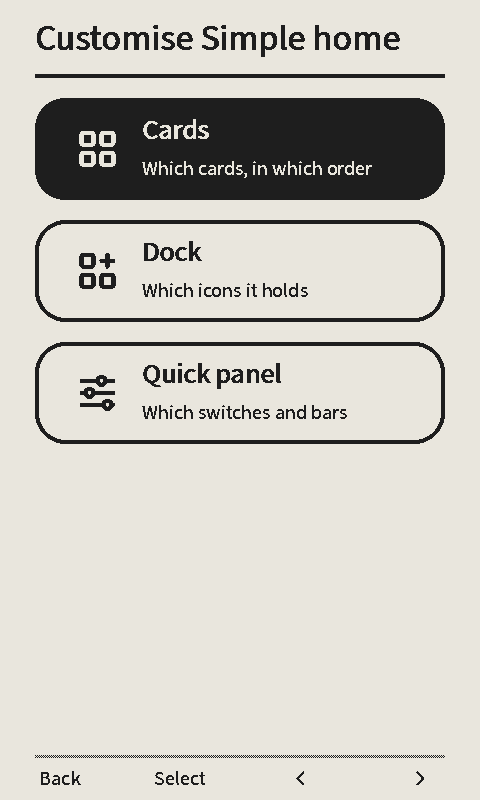 Customise Simple home
Cards
Which cards, in which order
Dock
Which icons it holds
Quick panel
Which switches and bars
Back Select